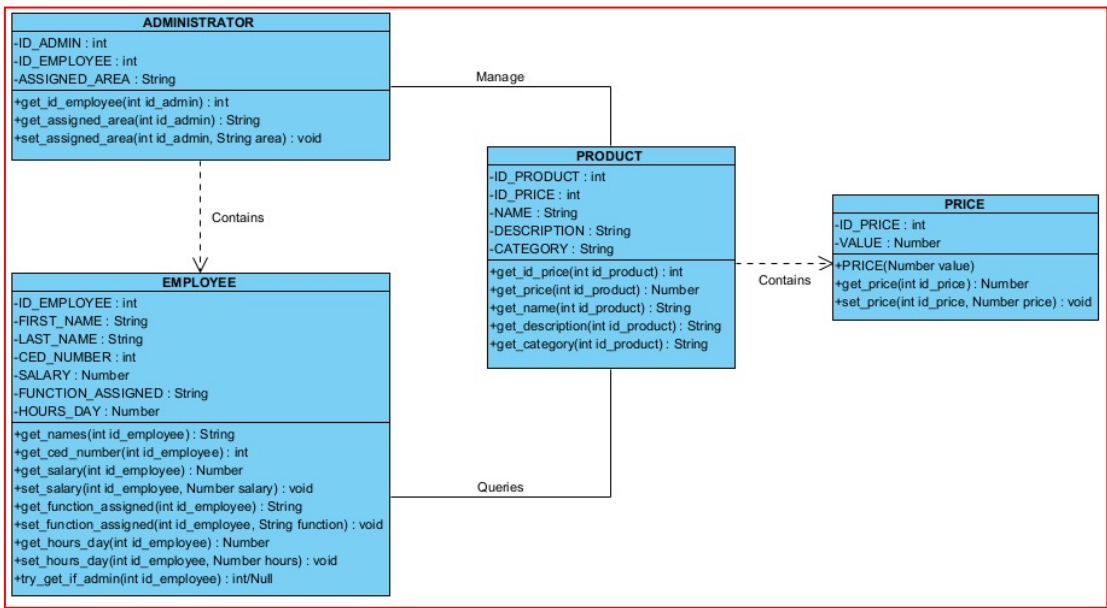 ADMINISTRATOR
-ID_ADMIN : int
-ID_EMPLOYEE : int
-ASSIGNED_AREA : String
+get_id_employee(int id_admin) : int
+get_assigned_area(int id_admin) : String
+set_assigned_area(int id_admin, String area) : void
Manage
Contains
PRODUCT
-ID_PRODUCT : int
-ID_PRICE : int
-NAME : String
-DESCRIPTION : String
-CATEGORY : String
+get_id_price(int id_product) : int
+get_price(int id_product) : Number
+get_name(int id_product) : String
+get_description(int id_product) : String
+get_category(int id_product) : String
Contains
PRICE
-ID_PRICE : int
-VALUE : Number
+PRICE(Number value)
+get_price(int id_price) : Number
+set_price(int id_price, Number price) : void
EMPLOYEE
-ID_EMPLOYEE : int
-FIRST_NAME : String
-LAST_NAME : String
-CED_NUMBER : int
-SALARY : Number
-FUNCTION_ASSIGNED : String
-HOURS_DAY : Number
+get_names(int id_employee) : String
+get_ced_number(int id_employee) : int
+get_salary(int id_employee) : Number
+set_salary(int id_employee, Number salary) : void
+get_function_assigned(int id_employee) : String
+set_function_assigned(int id_employee, String function) : void
+get_hours_day(int id_employee) : Number
+set_hours_day(int id_employee, Number hours) : void
+try_get_if_admin(int id_employee) : int/Null
Queries